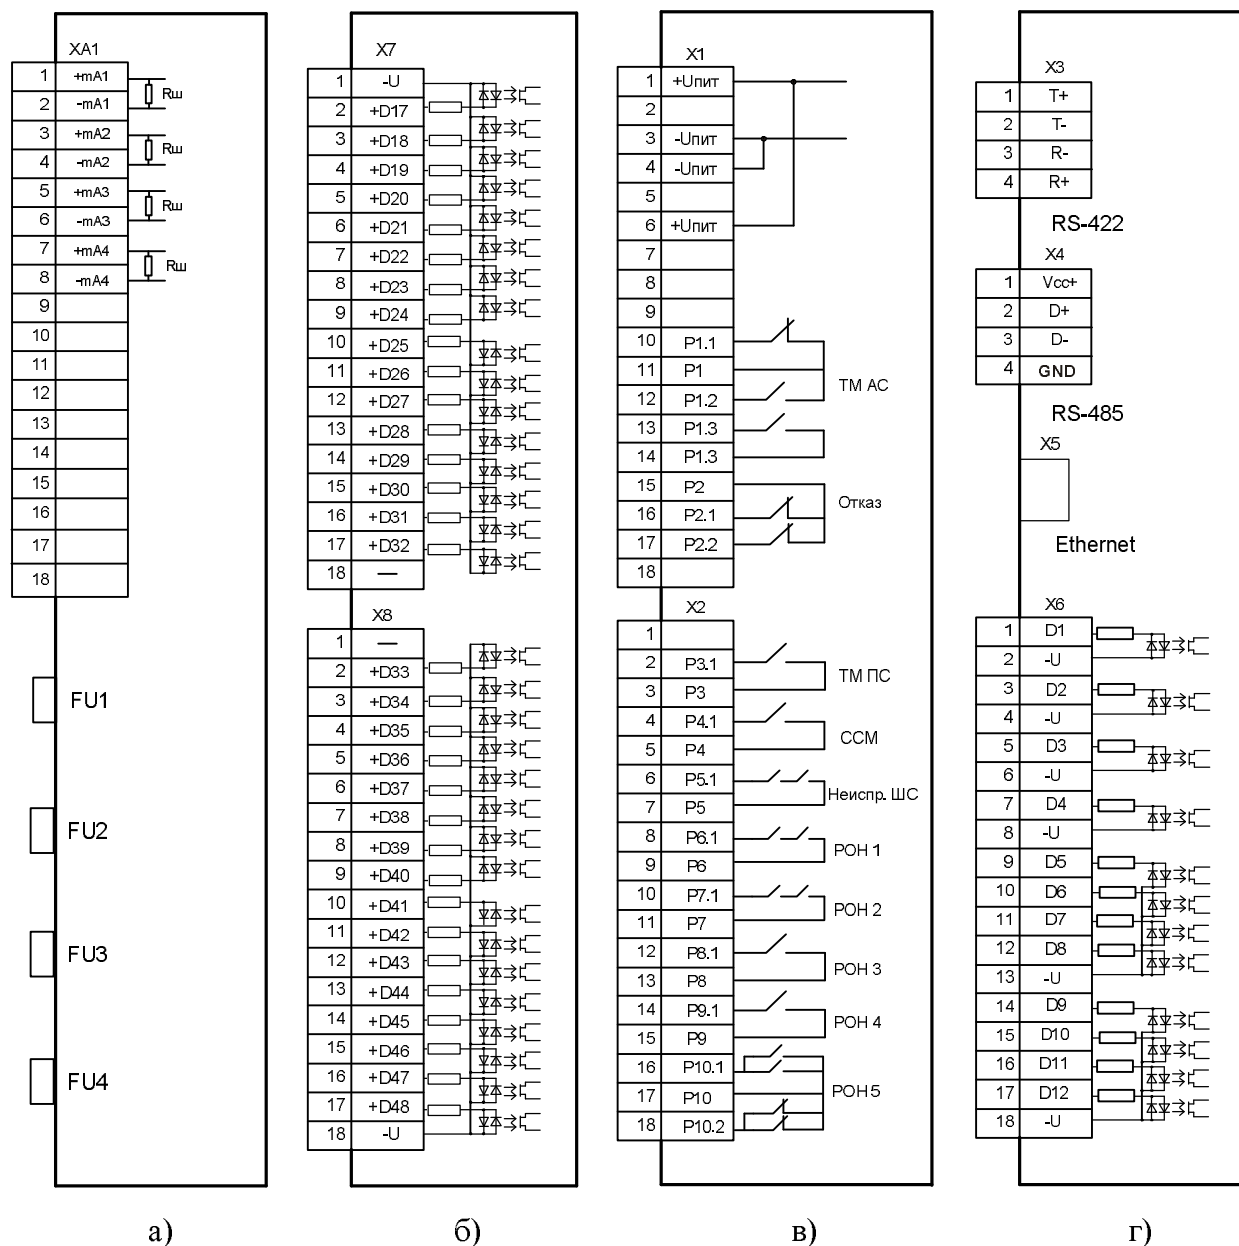 XA1
1 +mA1
2 -mA1
Rш
3 +mA2
4 -mA2
Rш
5 +mA3
6 -mA3
Rш
7 +mA4
8 -mA4
Rш
9
10
11
12
13
14
15
16
17
18
FU1
FU2
FU3
FU4
а)
X7
1 -U
2 +D17
3 +D18
4 +D19
5 +D20
6 +D21
7 +D22
8 +D23
9 +D24
10 +D25
11 +D26
12 +D27
13 +D28
14 +D29
15 +D30
16 +D31
17 +D32
18 —
X8
1 —
2 +D33
3 +D34
4 +D35
5 +D36
6 +D37
7 +D38
8 +D39
9 +D40
10 +D41
11 +D42
12 +D43
13 +D44
14 +D45
15 +D46
16 +D47
17 +D48
18 -U
б)
X1
1 +Uпит
2
3 -Uпит
4 -Uпит
5
6 +Uпит
7
8
9
10 P1.1
11 P1
12 P1.2
ТМ АС
13 P1.3
14 P1.3
15 P2
16 P2.1
17 P2.2
Отказ
18
X2
1
2 P3.1
3 P3
ТМ ПС
4 P4.1
5 P4
ССМ
6 P5.1
7 P5
Неиспр. ШС
8 P6.1
9 P6
РОН 1
10 P7.1
11 P7
РОН 2
12 P8.1
13 P8
РОН 3
14 P9.1
15 P9
РОН 4
16 P10.1
17 P10
18 P10.2
РОН 5
в)
X3
1 T+
2 T-
3 R-
4 R+
RS-422
X4
1 Vcc+
2 D+
3 D-
4 GND
RS-485
X5
Ethernet
X6
1 D1
2 -U
3 D2
4 -U
5 D3
6 -U
7 D4
8 -U
9 D5
10 D6
11 D7
12 D8
13 -U
14 D9
15 D10
16 D11
17 D12
18 -U
г)